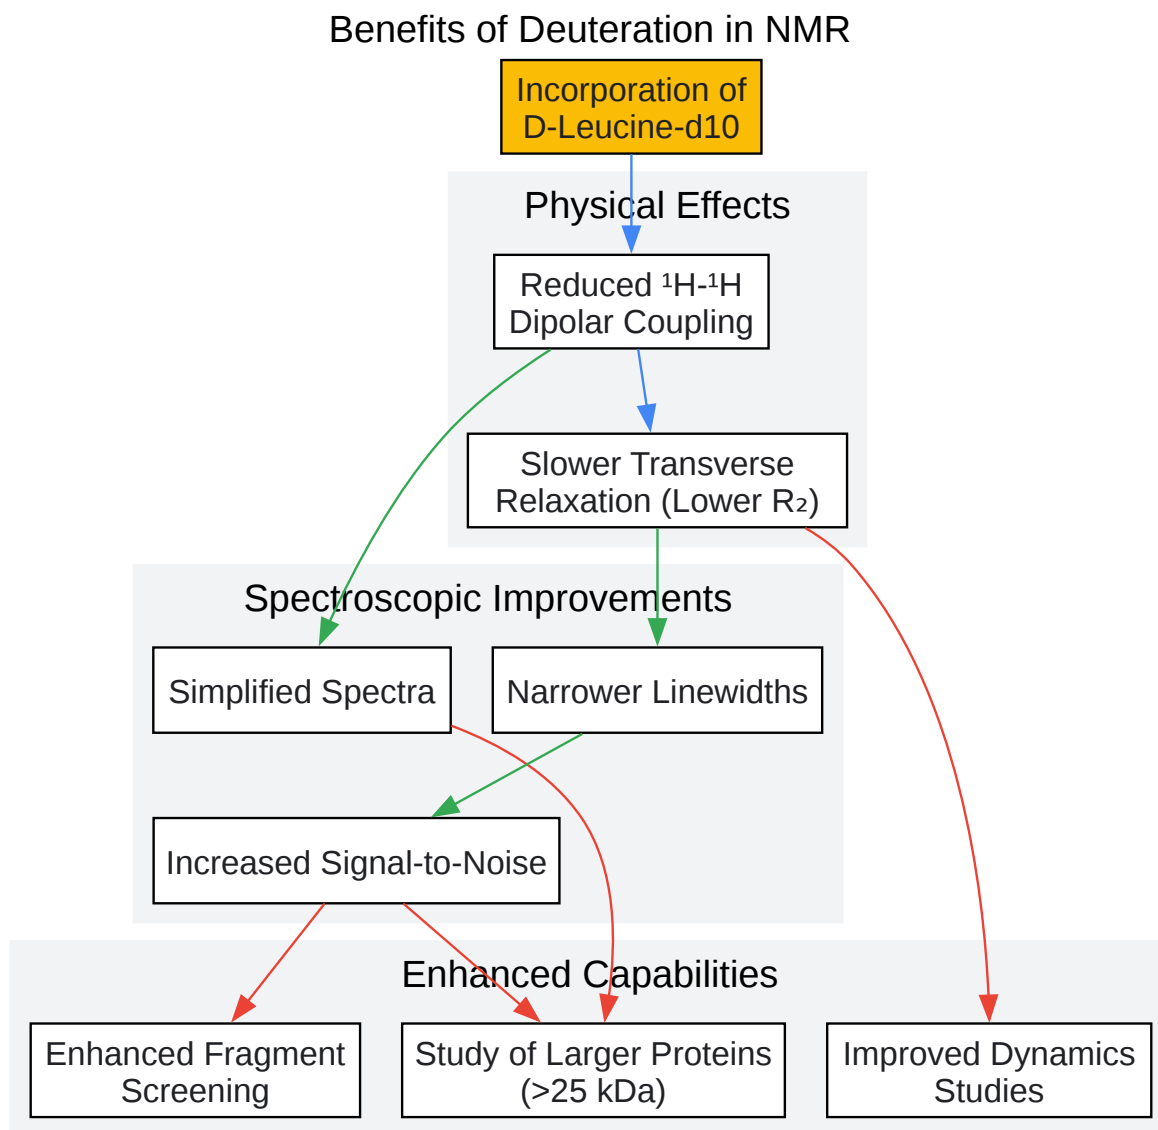 Benefits of Deuteration in NMR
Incorporation of
D-Leucine-d10
Physical Effects
Reduced ¹H-¹H
Dipolar Coupling
Slower Transverse
Relaxation (Lower R₂)
Spectroscopic Improvements
Simplified Spectra
Narrower Linewidths
Increased Signal-to-Noise
Enhanced Capabilities
Enhanced Fragment
Screening
Study of Larger Proteins
(>25 kDa)
Improved Dynamics
Studies